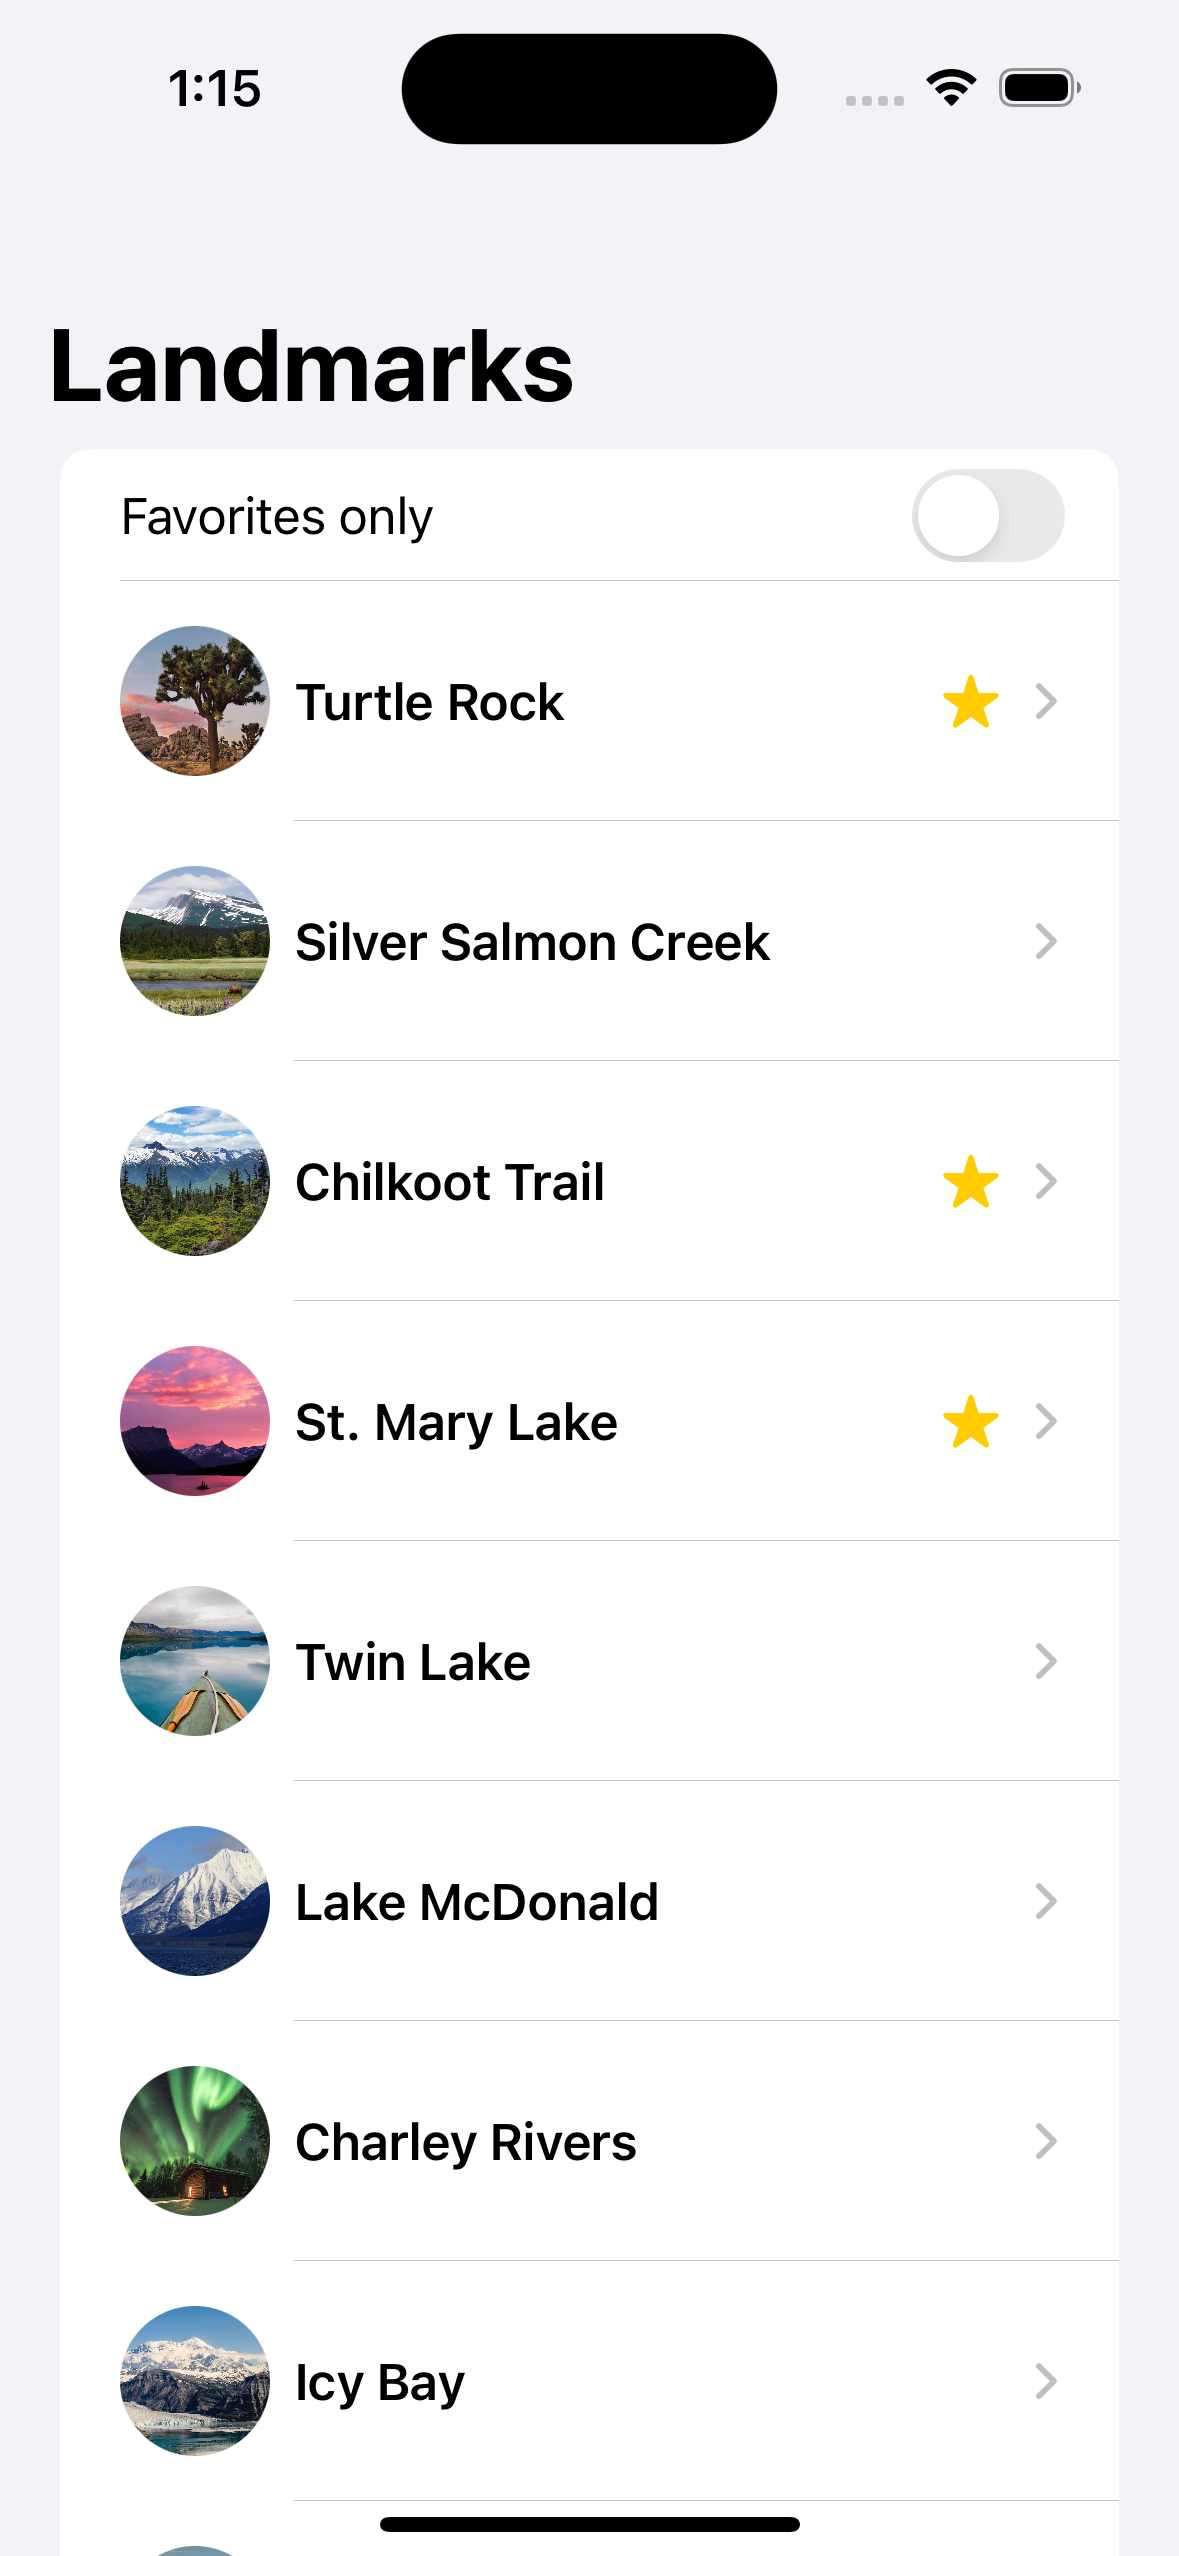 1:15
Landmarks
Favorites only
Turtle Rock
Silver Salmon Creek
Chilkoot Trail
St. Mary Lake
Twin Lake
Lake McDonald
Charley Rivers
Icy Bay